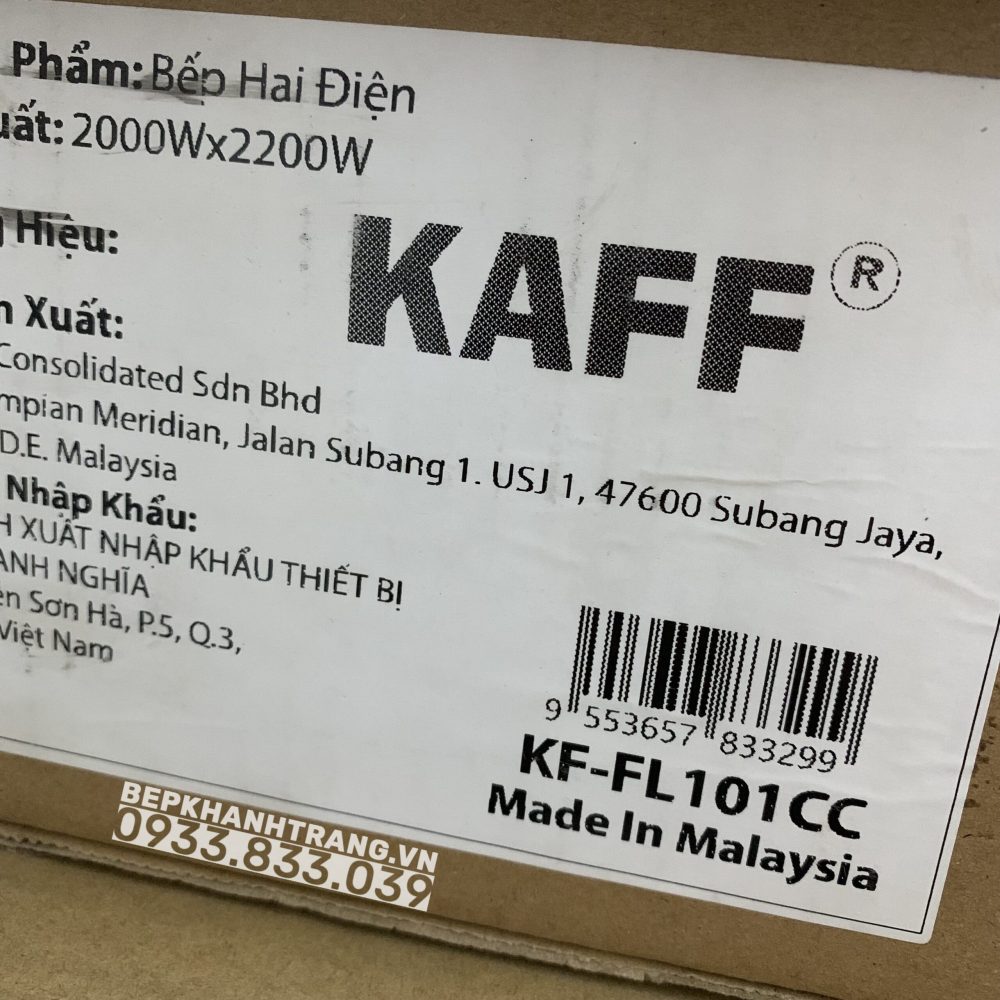 Phẩm: Bếp Hai Điện
uất: 2000Wx2200W
Hiệu:
KAFF ®
n Xuất:
Consolidated Sdn Bhd
mpian Meridian, Jalan Subang 1. USJ 1, 47600 Subang Jaya,
D.E. Malaysia
Nhập Khẩu:
H XUẤT NHẬP KHẨU THIẾT BỊ
ANH NGHĨA
ên Sơn Hà, P.5, Q.3,
Việt Nam
9 553657 833299
KF-FL101CC
Made In Malaysia
BEPKHANHTRANG.VN
0933.833.039